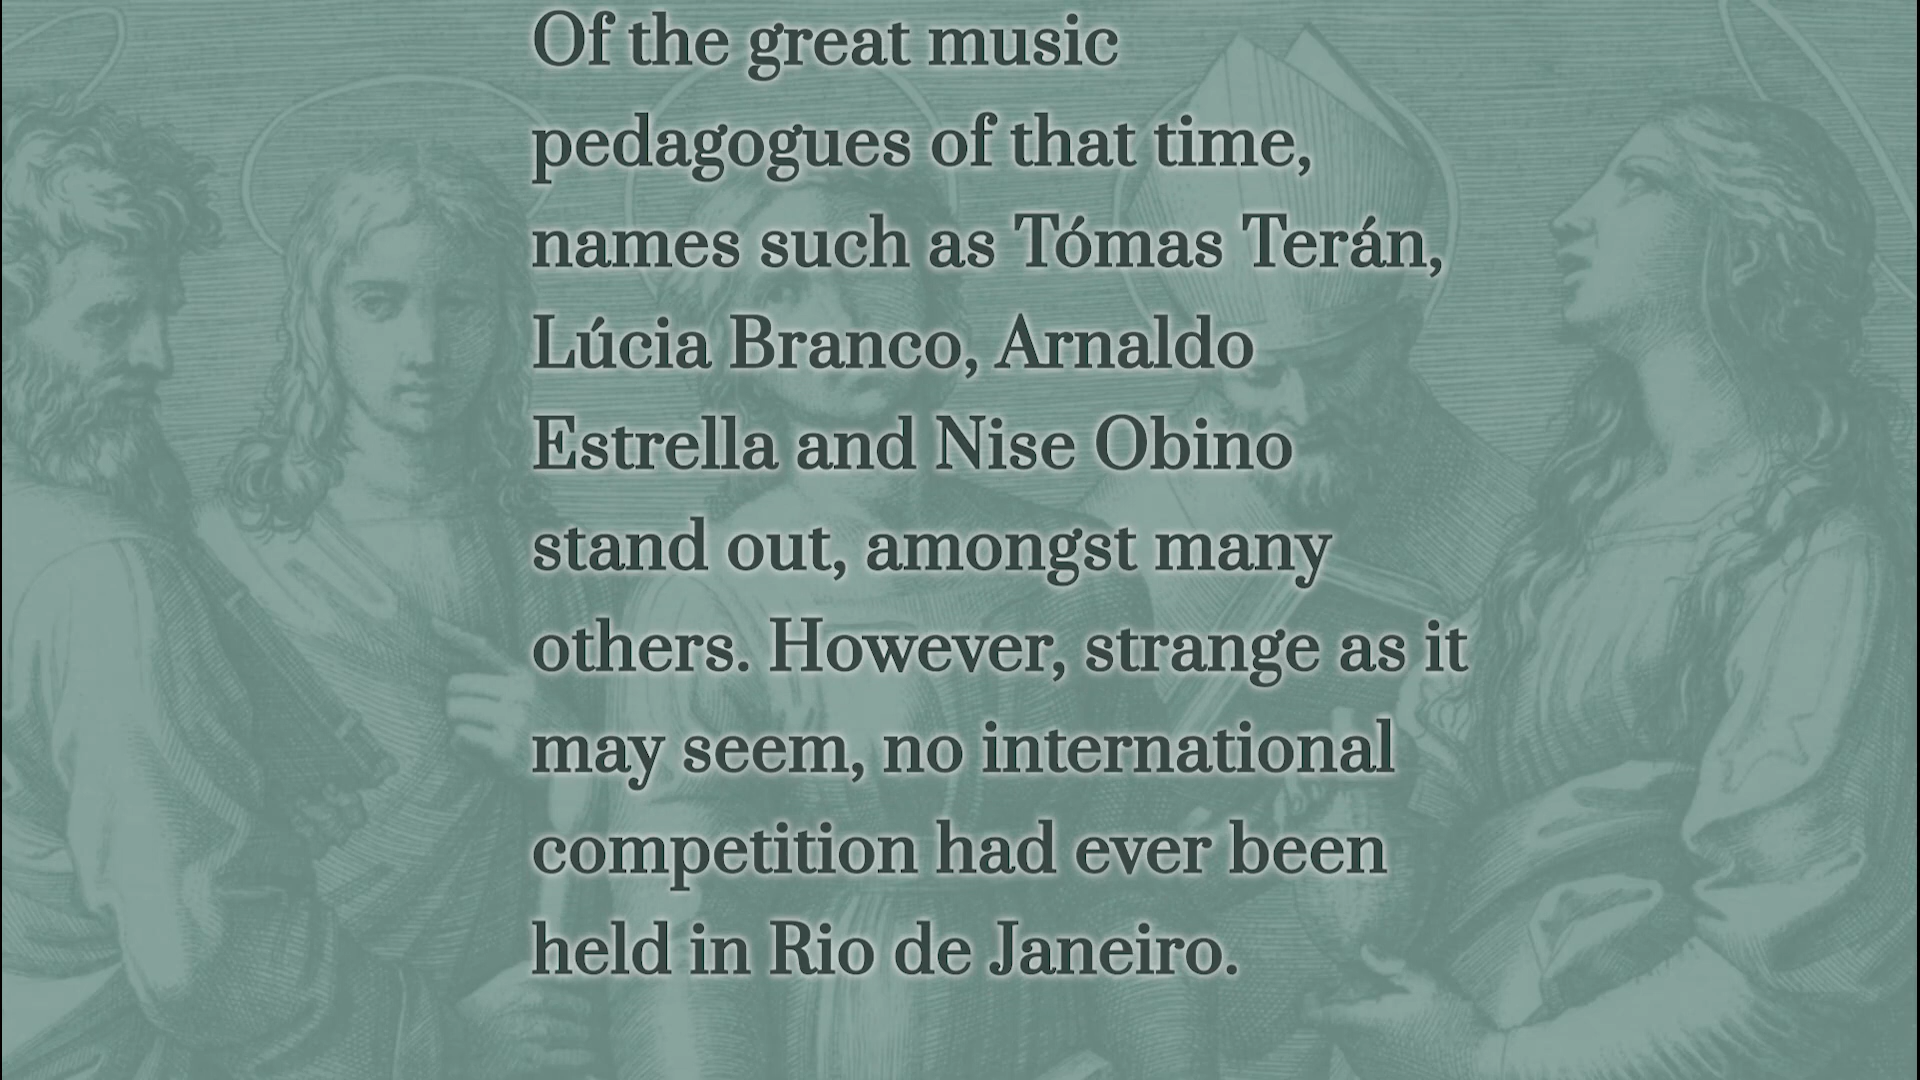 Of the great music
pedagogues of that time,
names such as Tómas Terán,
Lúcia Branco, Arnaldo
Estrella and Nise Obino
stand out, amongst many
others. However, strange as it
may seem, no international
competition had ever been
held in Rio de Janeiro.